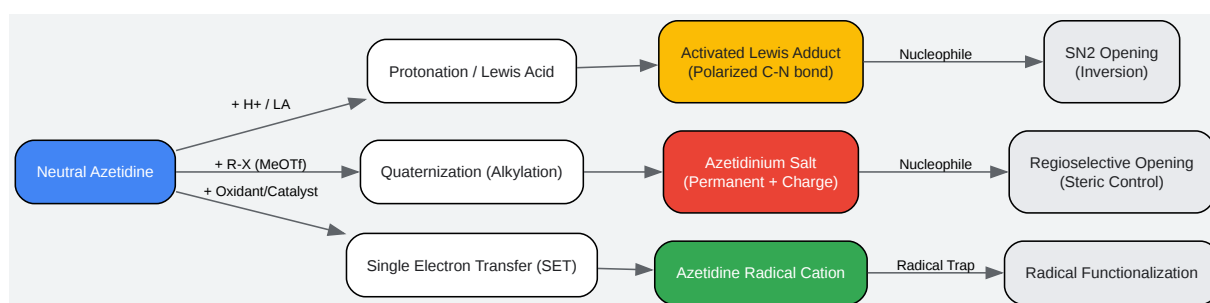 Protonation / Lewis Acid
Activated Lewis Adduct
(Polarized C-N bond)
Nucleophile
SN2 Opening
(Inversion)
+ H+ / LA
Neutral Azetidine
+ R-X (MeOTf)
Quaternization (Alkylation)
Azetidinium Salt
(Permanent + Charge)
Nucleophile
Regioselective Opening
(Steric Control)
+ Oxidant/Catalyst
Single Electron Transfer (SET)
Azetidine Radical Cation
Radical Trap
Radical Functionalization